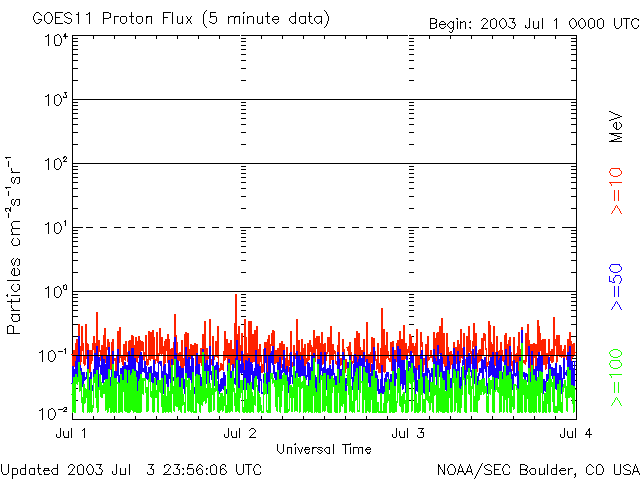 GOES11 Proton Flux (5 minute data)
Begin: 2003 Jul 1 0000 UTC
Particles cm⁻²s⁻¹sr⁻¹
10⁴
10³
10²
10¹
10⁰
10⁻¹
10⁻²
Jul 1
Jul 2
Jul 3
Jul 4
Universal Time
MeV
>=10
>=50
>=100
Updated 2003 Jul 3 23:56:06 UTC
NOAA/SEC Boulder, CO USA